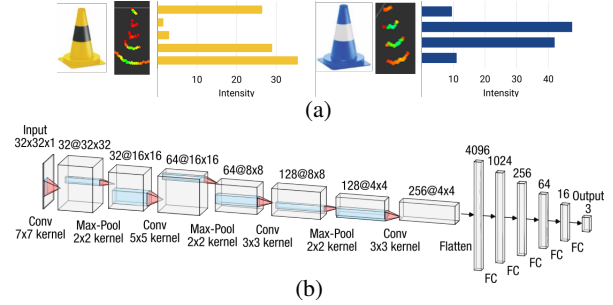 10 20 30
Intensity
10 20 30 40
Intensity
(a)
Input
32x32x1
32@32x32
32@16x16
64@16x16
64@8x8
128@8x8
128@4x4
256@4x4
4096
1024
256
64
16
Output
3
Conv
7x7 kernel
Max-Pool
2x2 kernel
Conv
5x5 kernel
Max-Pool
2x2 kernel
Conv
3x3 kernel
Max-Pool
2x2 kernel
Conv
3x3 kernel
Flatten
FC
FC
FC
FC
FC
(b)